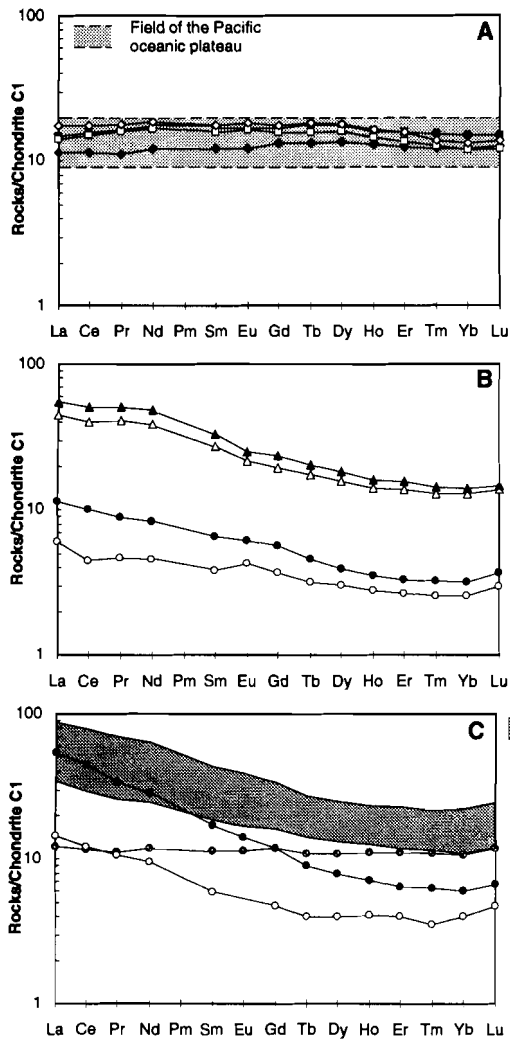 100
Field of the Pacific
oceanic plateau
A
Rocks/Chondrite C1
10
1
La Ce Pr Nd Pm Sm Eu Gd Tb Dy Ho Er Tm Yb Lu
100
B
Rocks/Chondrite C1
10
1
La Ce Pr Nd Pm Sm Eu Gd Tb Dy Ho Er Tm Yb Lu
100
C
Rocks/Chondrite C1
10
1
La Ce Pr Nd Pm Sm Eu Gd Tb Dy Ho Er Tm Yb Lu